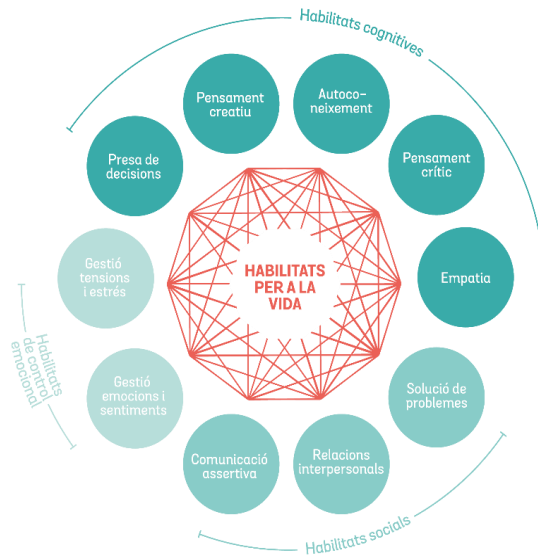 Habilitats cognitives
Pensament
creatiu
Autoco-
neixement
Presa de
decisions
Pensament
crític
Gestió
tensions
i estrés
HABILITATS
PER A LA
VIDA
Empatia
Habilitats
de control
emocional
Gestió
emocions i
sentiments
Solució de
problemes
Comunicació
assertiva
Relacions
interpersonals
Habilitats socials